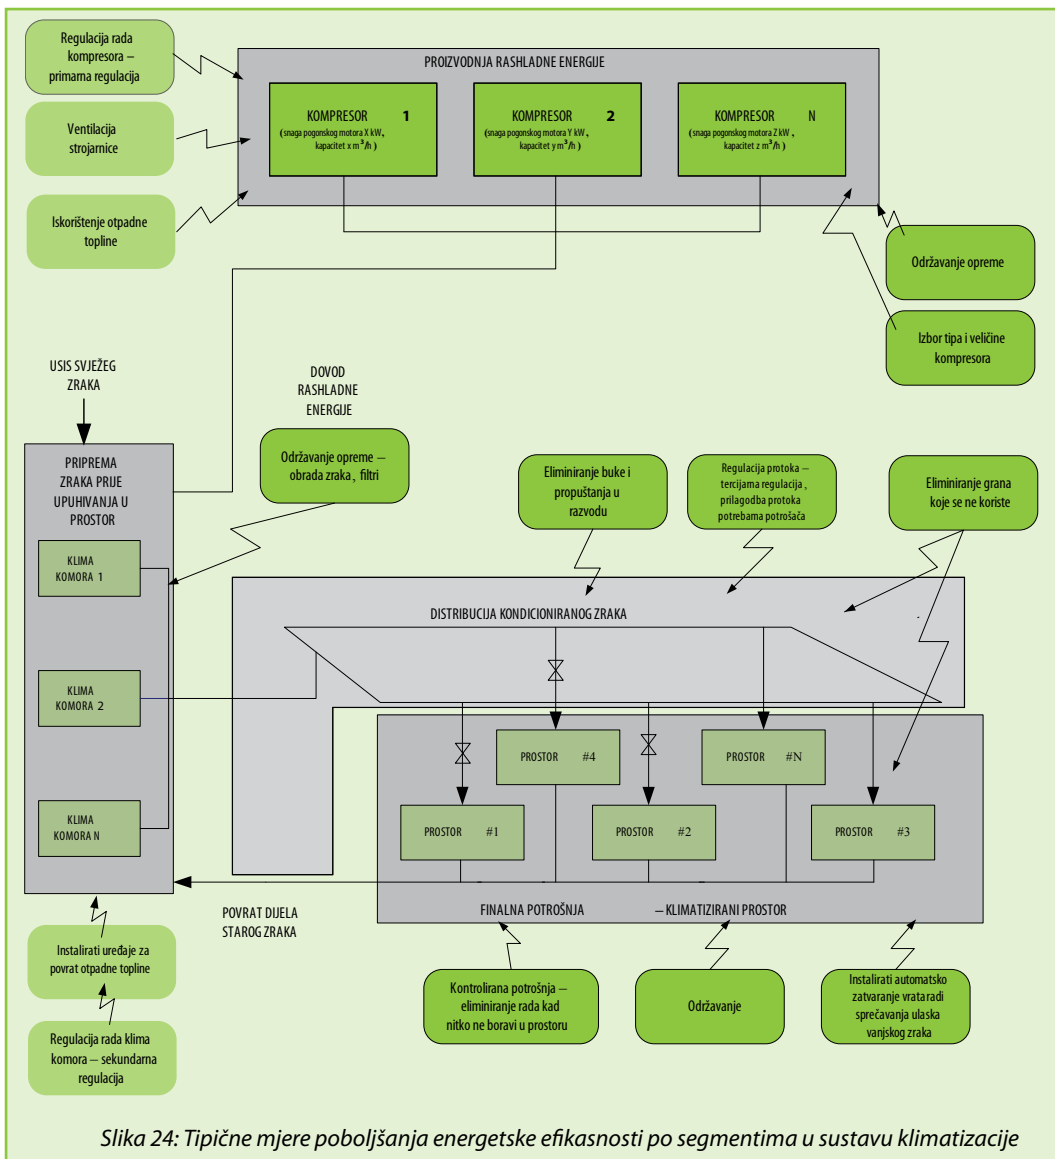 Regulacija rada
kompresora –
primarna regulacija
PROIZVODNJA RASHLADNE ENERGIJE
KOMPRESOR 1
(snaga pogonskog motora X kW,
kapacitet x m³/h)
KOMPRESOR 2
(snaga pogonskog motora Y kW,
kapacitet y m³/h)
KOMPRESOR N
(snaga pogonskog motora Z kW,
kapacitet z m³/h)
Ventilacija
strojarnice
Iskorištenje otpadne
topline
Održavanje opreme
Izbor tipa i veličine
kompresora
USIS SVJEŽEG
ZRAKA
DOVOD
RASHLADNE
ENERGIJE
PRIPREMA
ZRAKA PRIJE
UPUHIVANJA U
PROSTOR
Održavanje opreme –
obrada zraka, filtri
Eliminiranje buke i
propuštanja u
razvodu
Regulacija protoka –
tercijarna regulacija,
prilagodba protoka
potrebama potrošača
Eliminiranje grana
koje se ne koriste
KLIMA
KOMORA 1
KLIMA
KOMORA 2
KLIMA
KOMORA N
DISTRIBUCIJA KONDICIONIRANOG ZRAKA
PROSTOR #4
PROSTOR #N
PROSTOR #1
PROSTOR #2
PROSTOR #3
POVRAT DIJELA
STAROG ZRAKA
FINALNA POTROŠNJA – KLIMATIZIRANI PROSTOR
Instalirati uređaje za
povrat otpadne topline
Regulacija rada klima
komora – sekundarna
regulacija
Kontrolirana potrošnja –
eliminiranje rada kad
nitko ne boravi u prostoru
Održavanje
Instalirati automatsko
zatvaranje vrata radi
sprečavanja ulaska
vanjskog zraka
Slika 24: Tipične mjere poboljšanja energetske efikasnosti po segmentima u sustavu klimatizacije